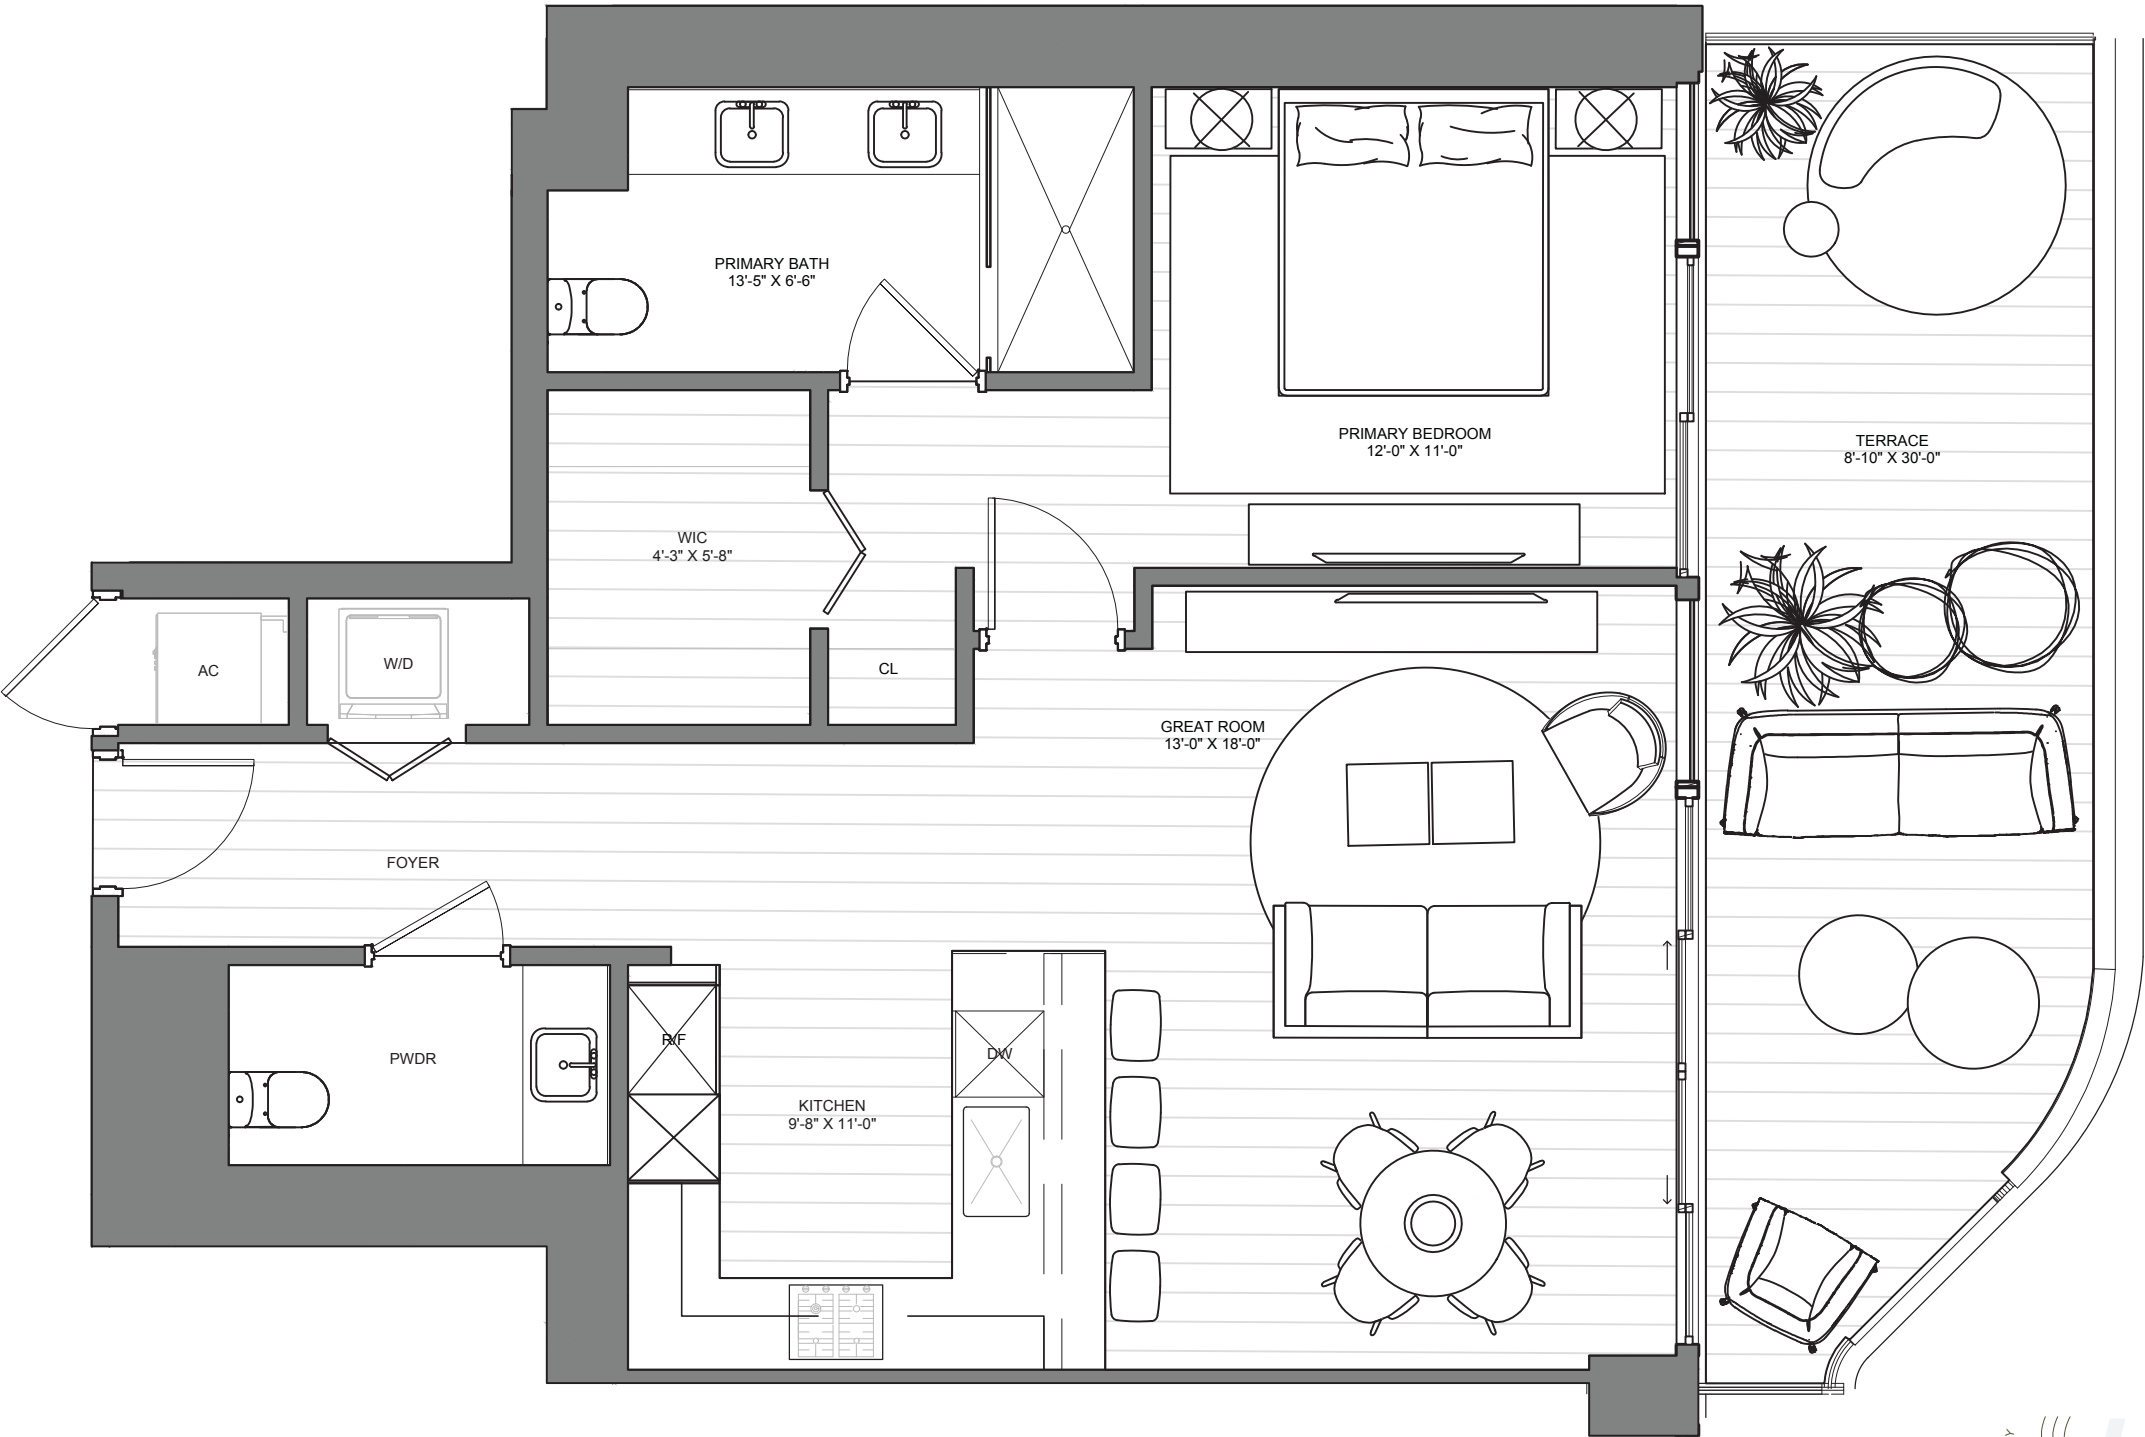 PRIMARY BATH
13'-5" X 6'-6"
PRIMARY BEDROOM
12'-0" X 11'-0"
TERRACE
8'-10" X 30'-0"
WIC
4'-3" X 5'-8"
AC
W/D
CL
GREAT ROOM
13'-0" X 18'-0"
FOYER
R/F
DW
PWDR
KITCHEN
9'-8" X 11'-0"
Y